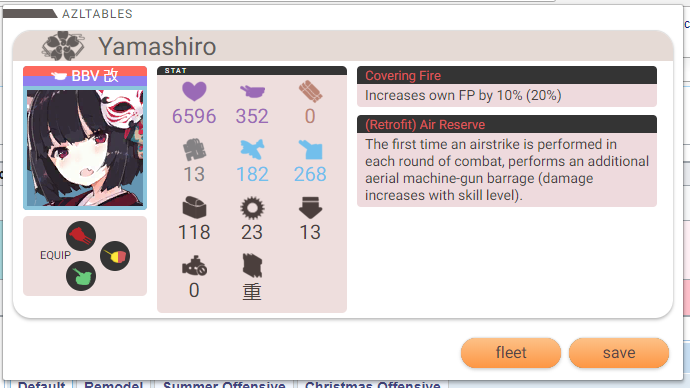 AZLTABLES
Yamashiro
BBV 改
STAT
6596 352 0
13 182 268
118 23 13
0 重
EQUIP
Covering Fire
Increases own FP by 10% (20%)
(Retrofit) Air Reserve
The first time an airstrike is performed in
each round of combat, performs an additional
aerial machine-gun barrage (damage
increases with skill level).
fleet save
Default Remodel Summer Offensive Christmas Offensive